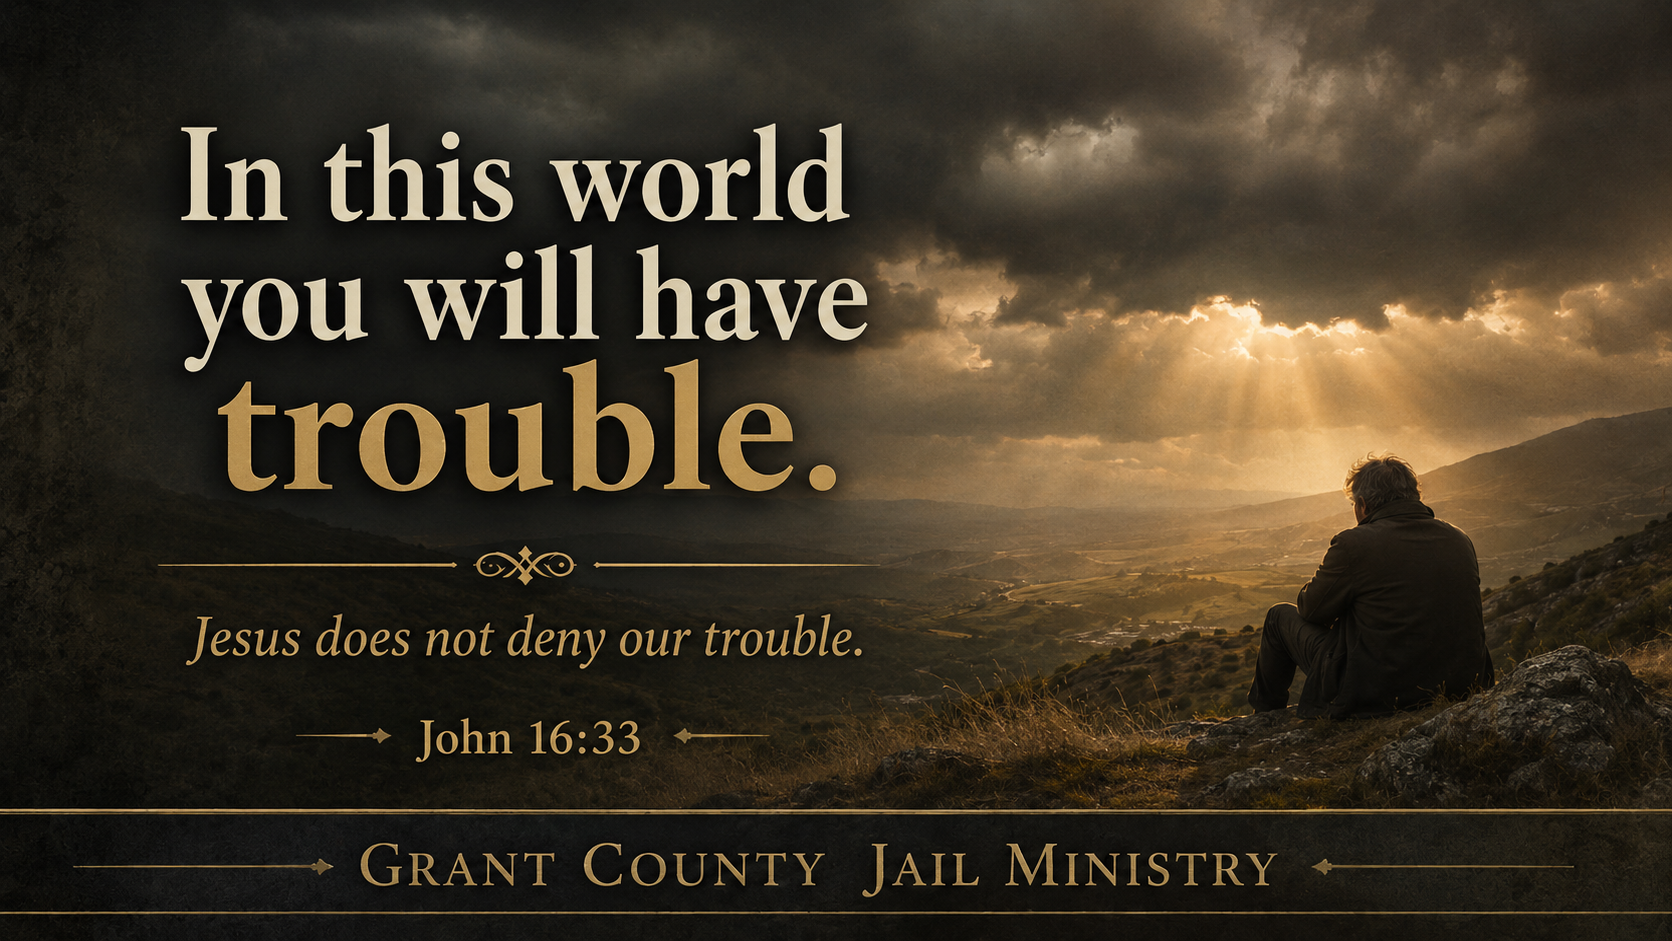 In this world
you will have
trouble.
Jesus does not deny our trouble.
John 16:33
GRANT COUNTY JAIL MINISTRY